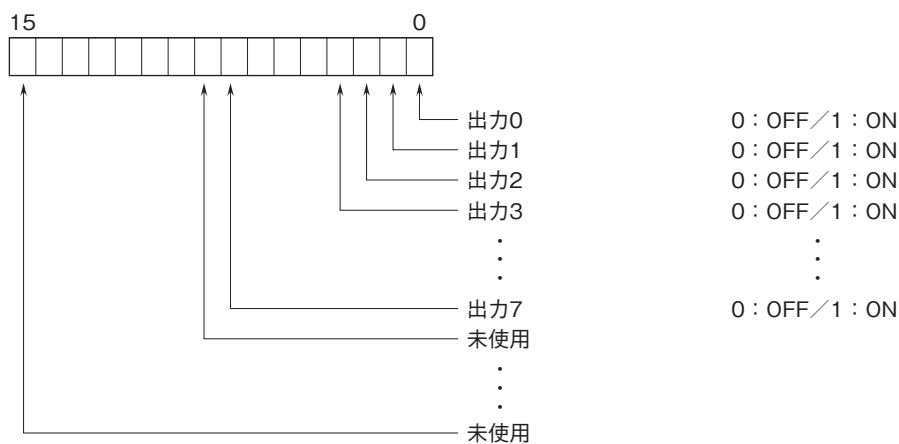 15 0
出力0 0：OFF／1：ON
出力1 0：OFF／1：ON
出力2 0：OFF／1：ON
出力3 0：OFF／1：ON
・ ・
・ ・
・ ・
出力7 0：OFF／1：ON
未使用
・
・
・
未使用